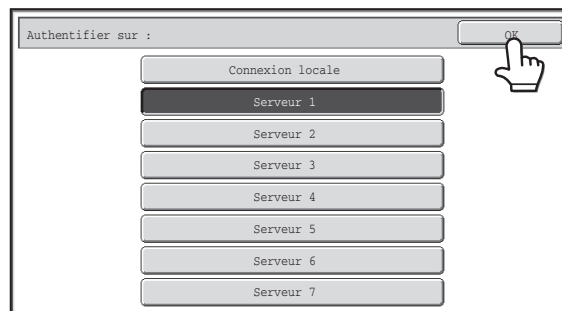 Authentifier sur :
OK
Connexion locale
Serveur 1
Serveur 2
Serveur 3
Serveur 4
Serveur 5
Serveur 6
Serveur 7